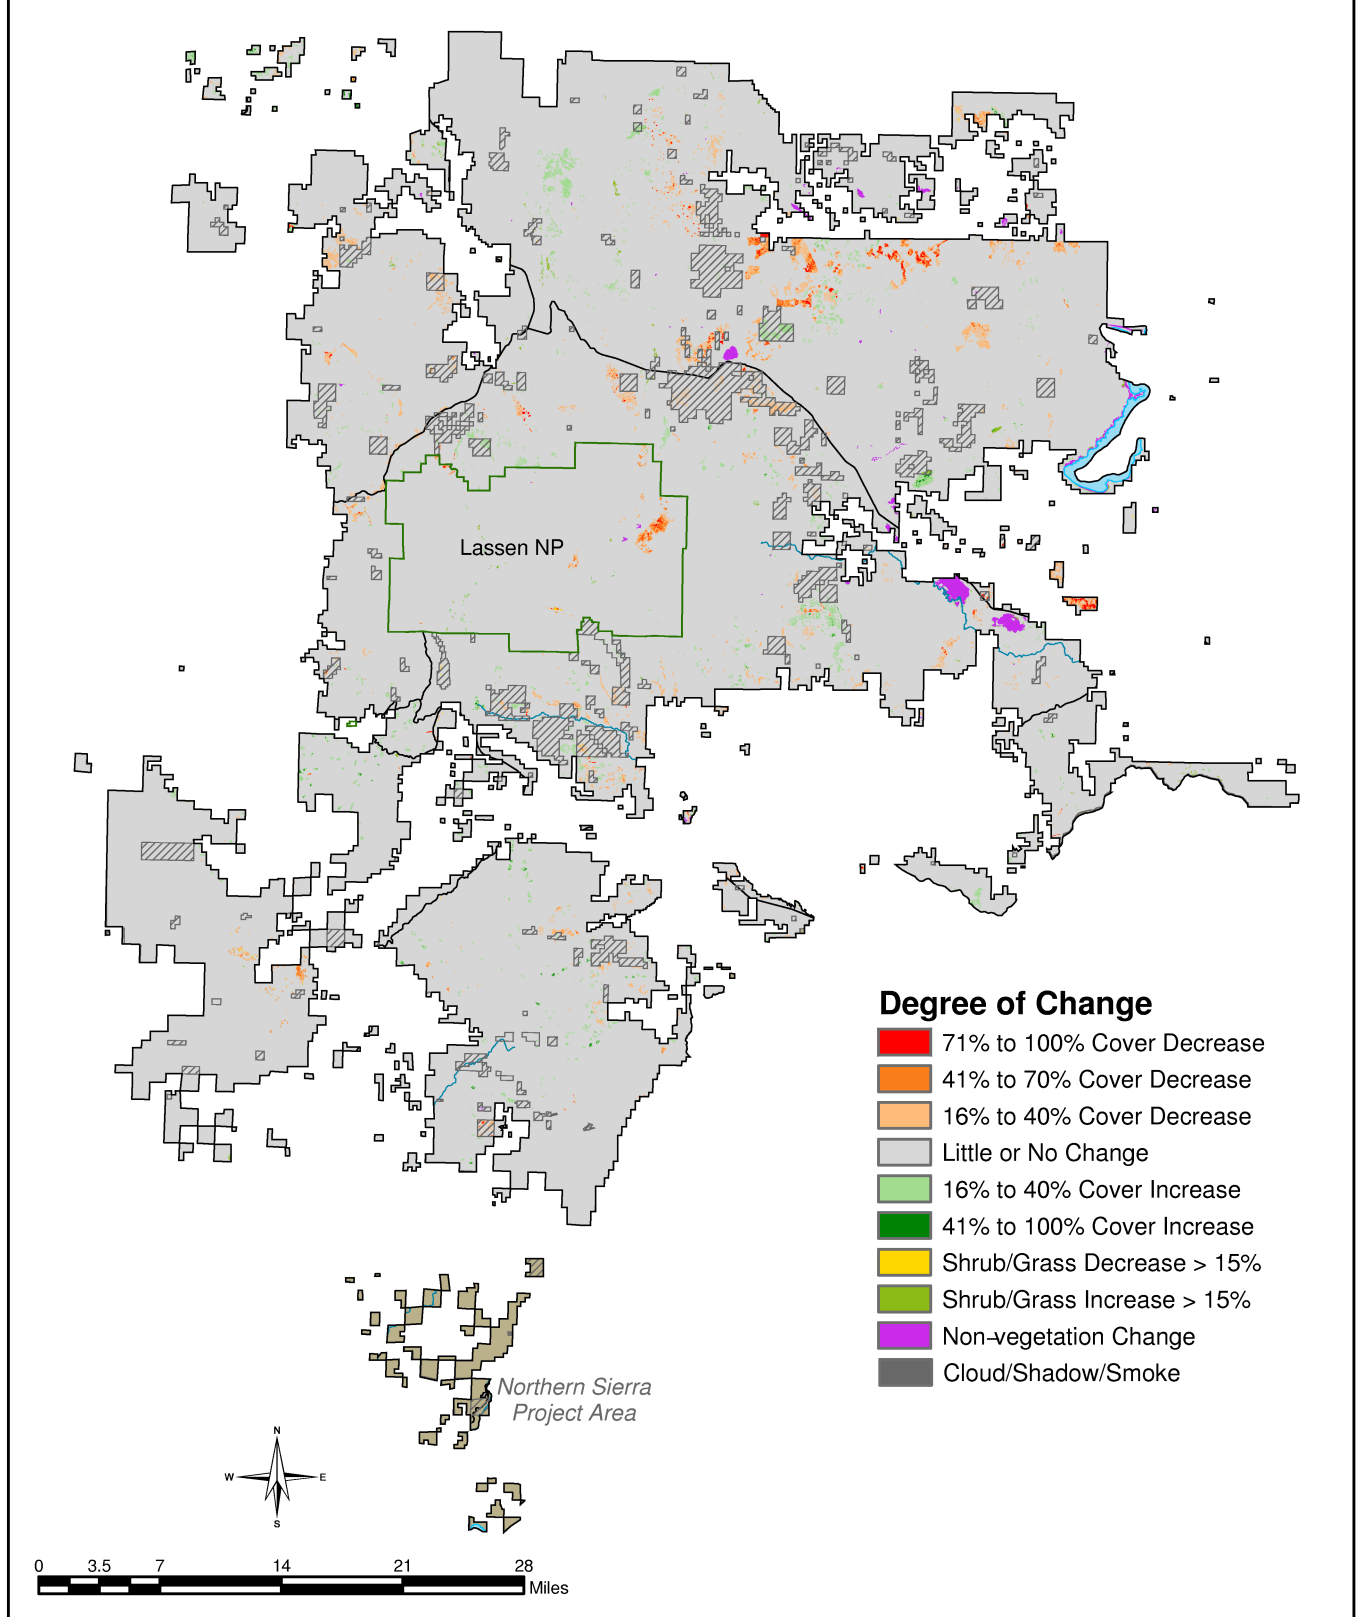 Lassen NP
Degree of Change
71% to 100% Cover Decrease
41% to 70% Cover Decrease
16% to 40% Cover Decrease
Little or No Change
16% to 40% Cover Increase
41% to 100% Cover Increase
Shrub/Grass Decrease > 15%
Shrub/Grass Increase > 15%
Non-vegetation Change
Cloud/Shadow/Smoke
Northern Sierra
Project Area
N
W E
S
0 3.5 7 14 21 28
Miles